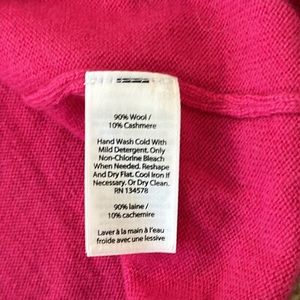 90% Wool /
10% Cashmere
Hand Wash Cold With
Mild Detergent. Only
Non-Chlorine Bleach
When Needed. Reshape
And Dry Flat. Cool Iron If
Necessary. Or Dry Clean.
RN 134578
90% laine /
10% cachemire
Laver à la main à l'eau
froide avec une lessive